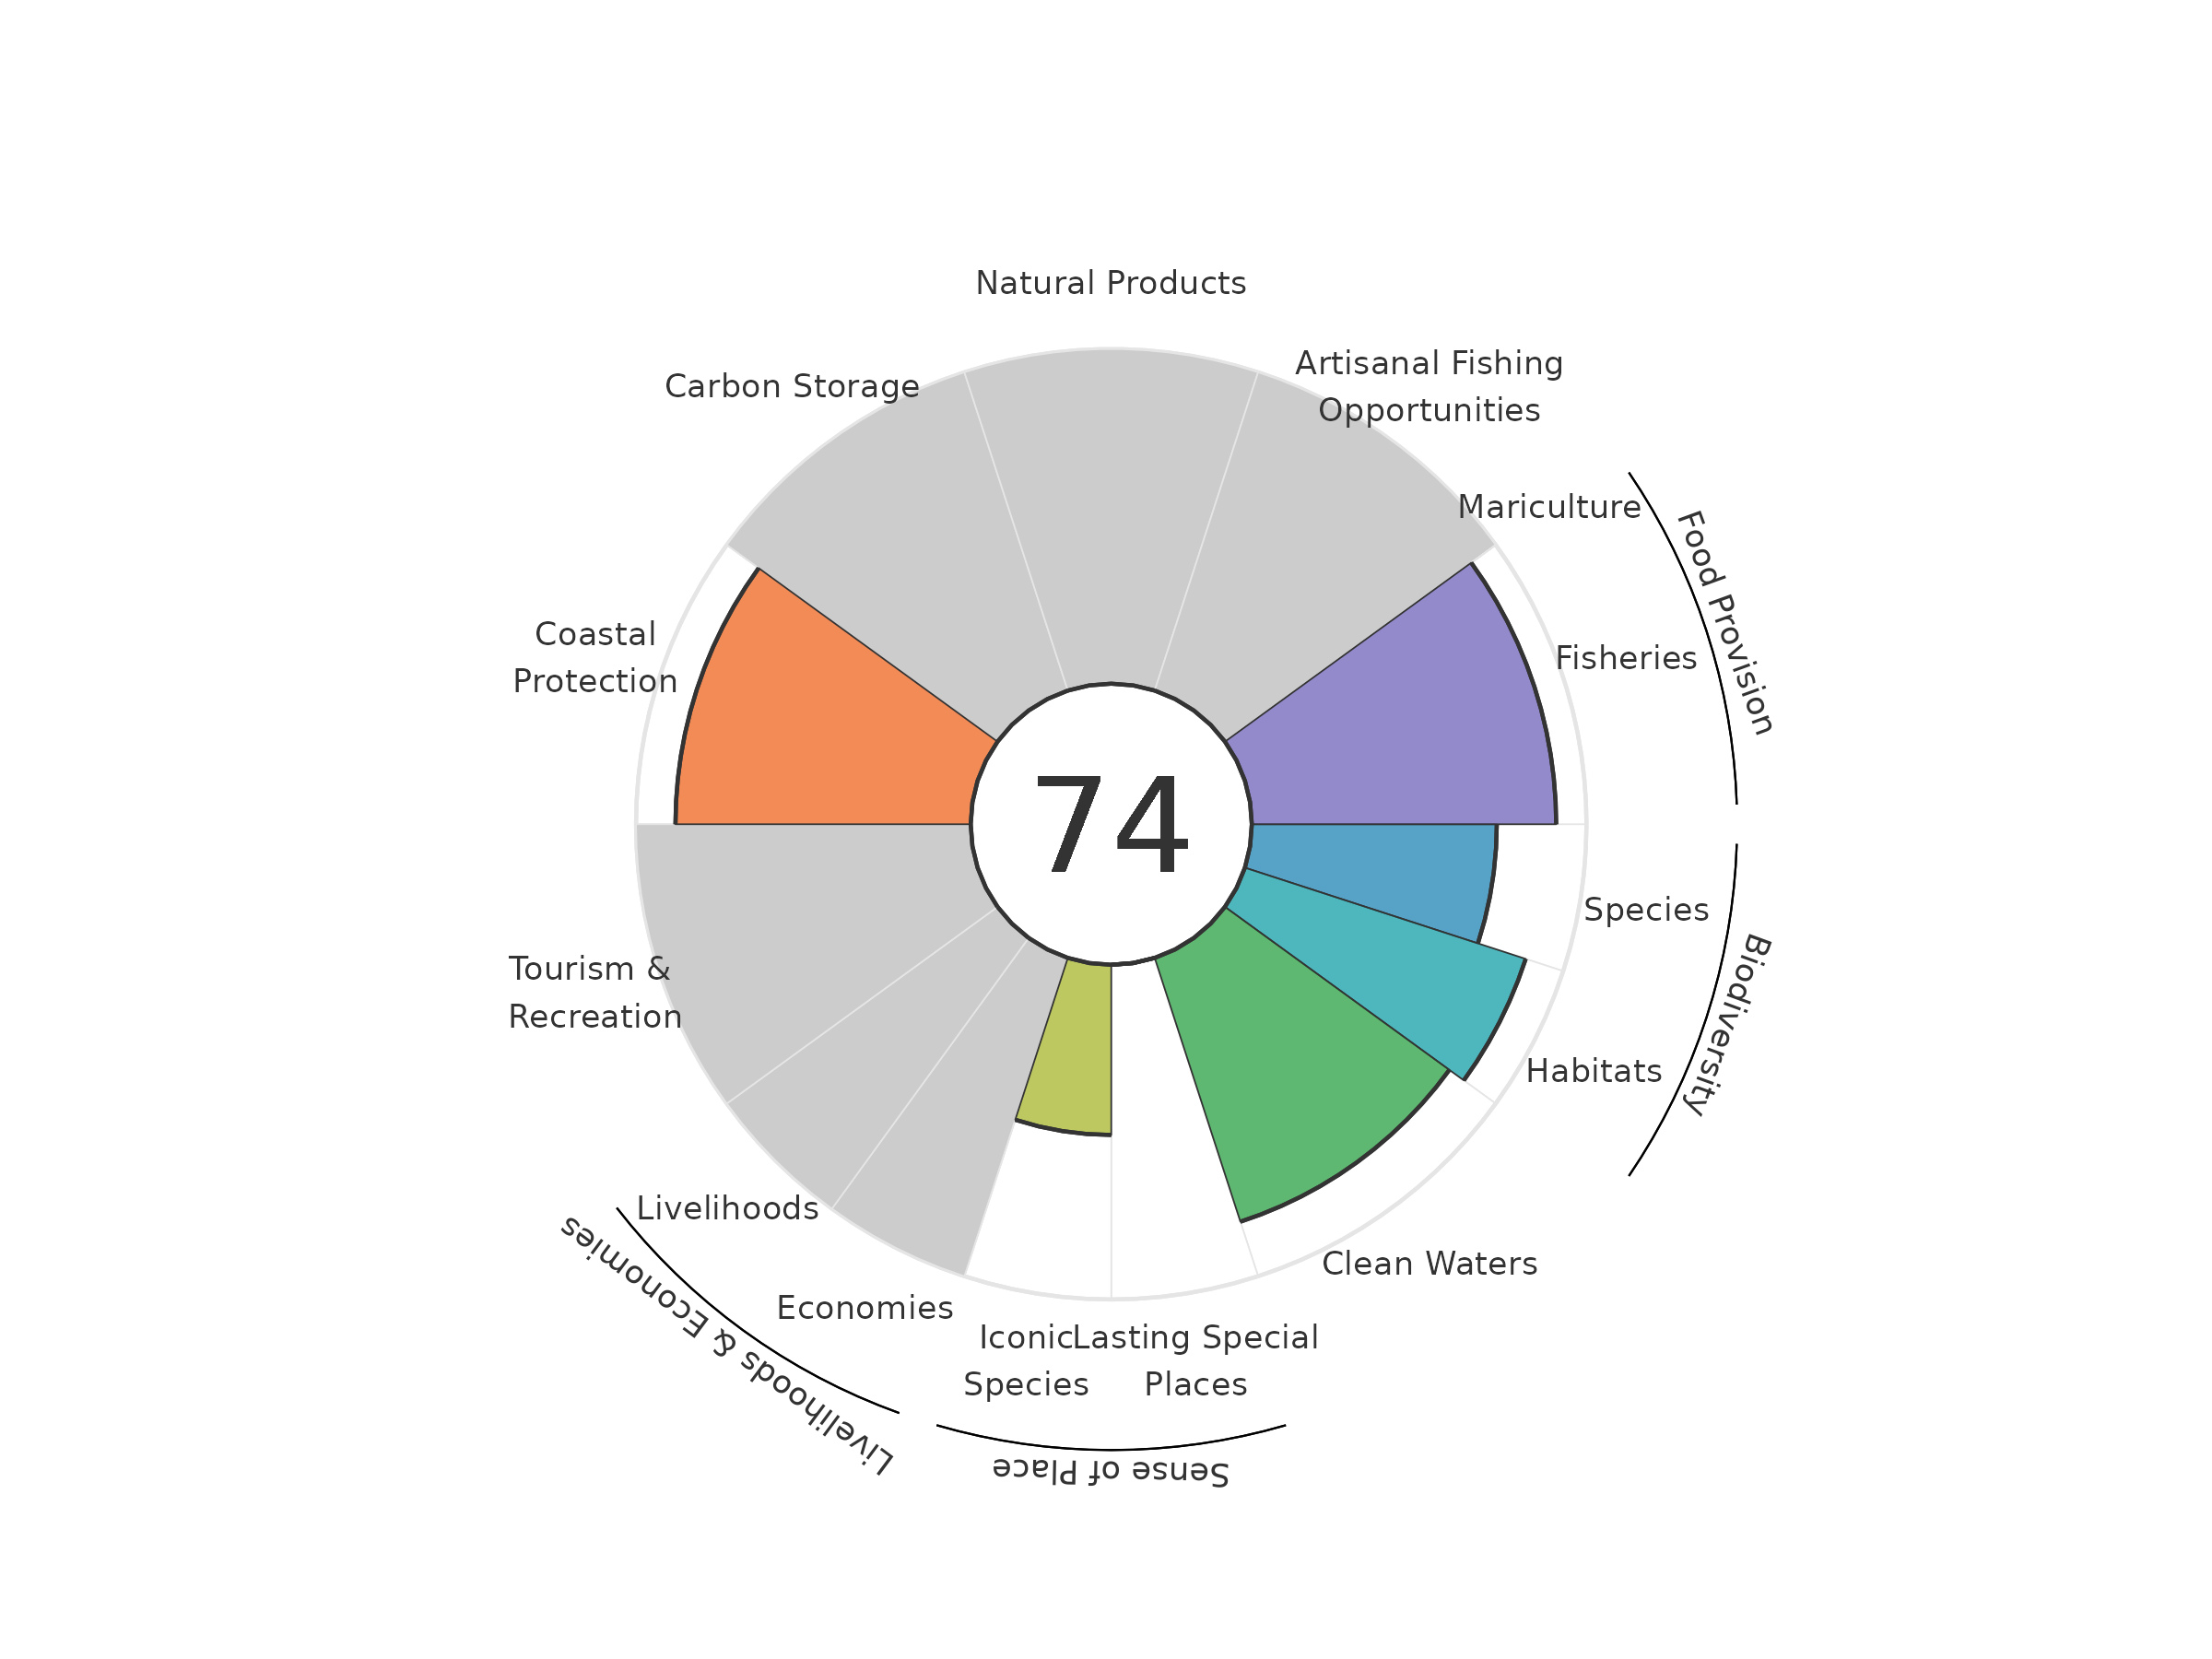 Natural Products
Artisanal Fishing
Opportunities
Carbon Storage
Mariculture
Food Provision
Fisheries
Coastal
Protection
74
Species
Biodiversity
Tourism &
Recreation
Habitats
Livelihoods
Livelihoods & Economies
Clean Waters
Economies
Iconic
Species
Lasting Special
Places
Sense of Place